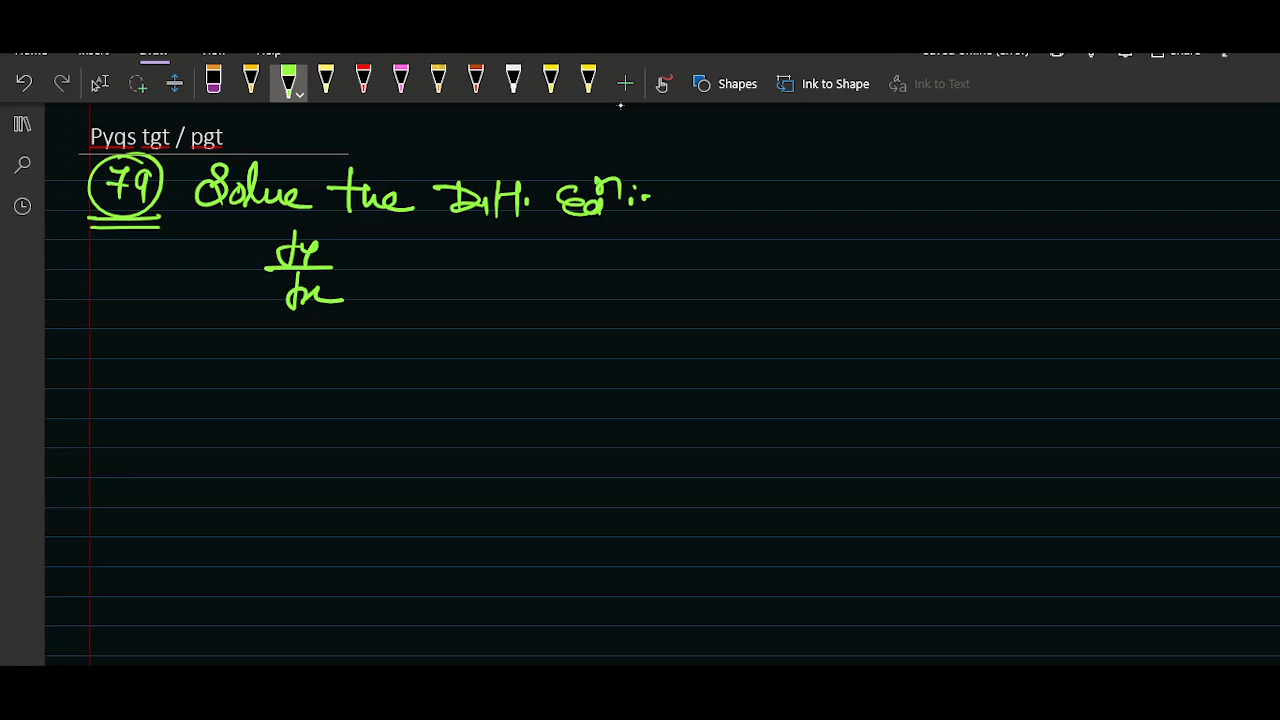 Shapes Ink to Shape Ink to Text
Pyqs tgt / pgt
79 Solve the Diff. Eqn:-
dy
dx